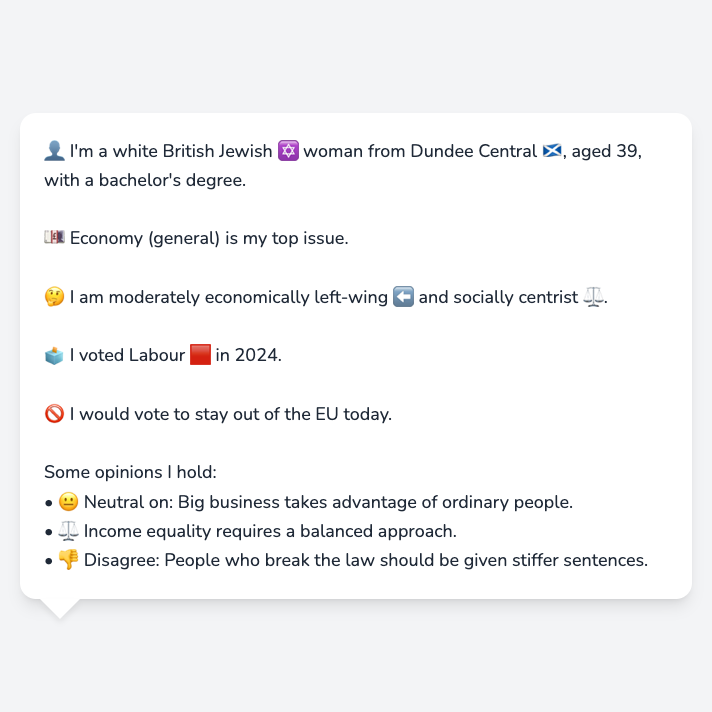 👤 I'm a white British Jewish ✡️ woman from Dundee Central 🏴󠁧󠁢󠁳󠁣󠁴󠁿, aged 39,
with a bachelor's degree.
💷 Economy (general) is my top issue.
🤔 I am moderately economically left-wing ⬅️ and socially centrist ⚖️.
🗳️ I voted Labour 🟥 in 2024.
🚫 I would vote to stay out of the EU today.
Some opinions I hold:
• 😐 Neutral on: Big business takes advantage of ordinary people.
• ⚖️ Income equality requires a balanced approach.
• 👎 Disagree: People who break the law should be given stiffer sentences.